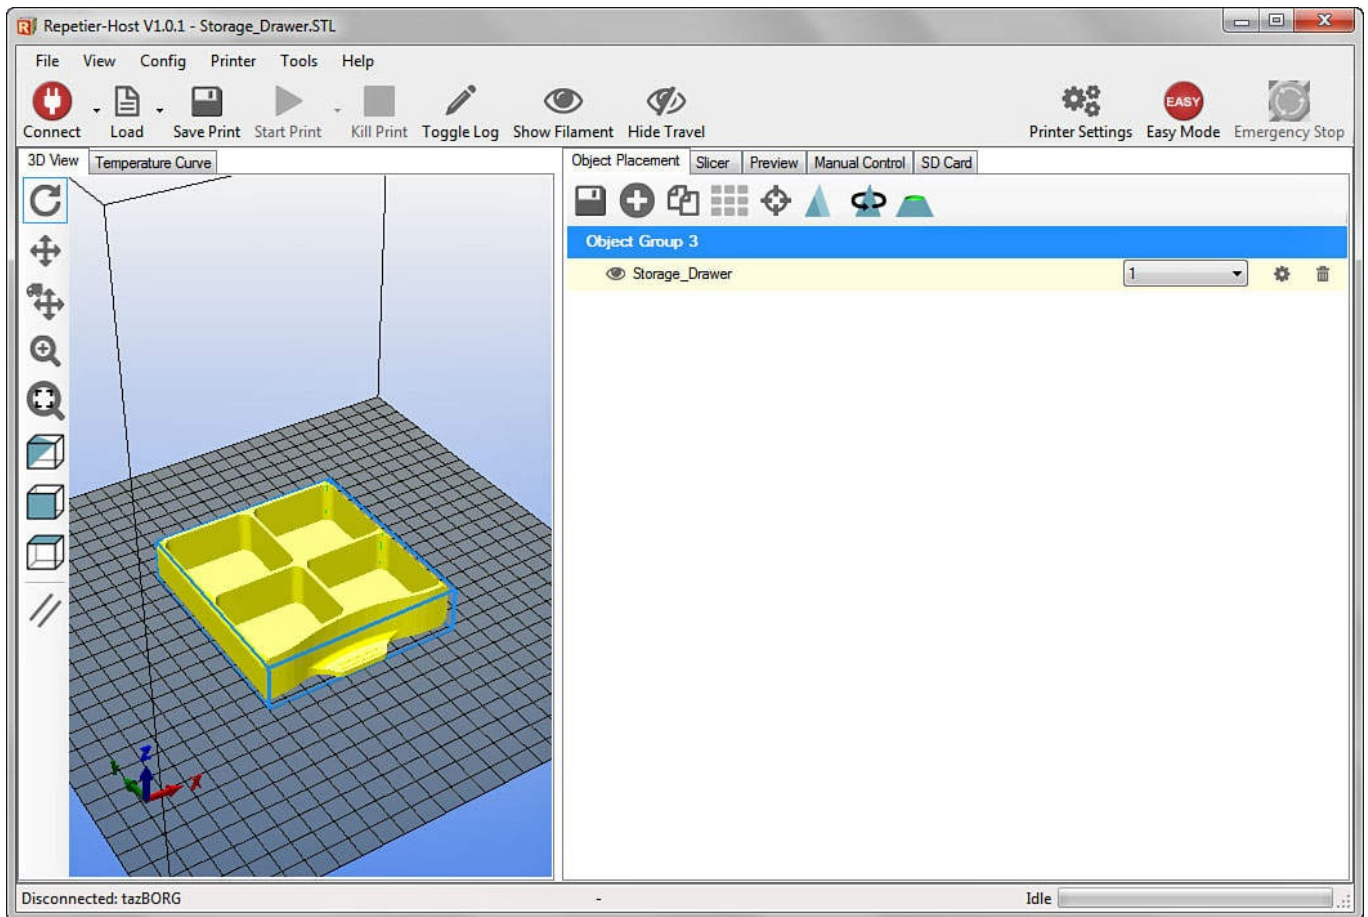 Repetier-Host V1.0.1 - Storage_Drawer.STL
File View Config Printer Tools Help
Connect Load Save Print Start Print Kill Print Toggle Log Show Filament Hide Travel EASY Printer Settings Easy Mode Emergency Stop
3D View Temperature Curve Object Placement Slicer Preview Manual Control SD Card
Object Group 3
Storage_Drawer 1
Z
X
Disconnected: tazBORG - Idle